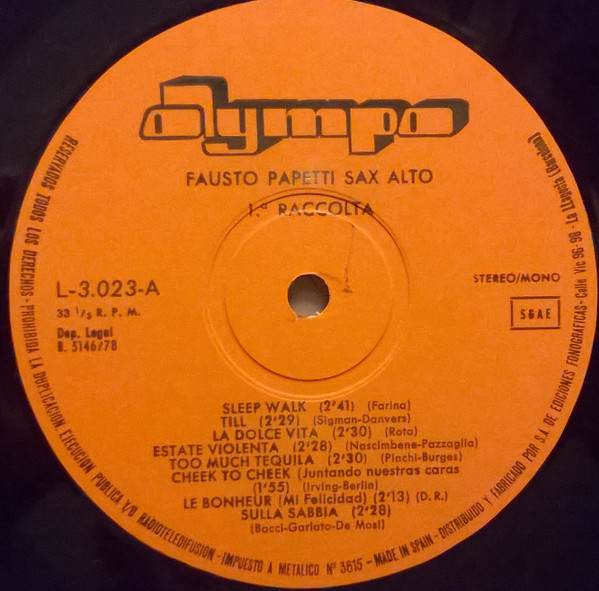 Olympo
FAUSTO PAPETTI SAX ALTO
1.ª RACCOLTA
L-3.023-A
33 1/3 R. P. M.
Dep. Legal
B. 5146/78
STEREO/MONO
SGAE
SLEEP WALK (2'41) (Farina)
TILL (2'29) (Sigman-Danvers)
LA DOLCE VITA (2'30) (Rota)
ESTATE VIOLENTA (2'28) (Nascimbene-Pazzaglia)
TOO MUCH TEQUILA (2'30) (Pinchi-Burges)
CHEEK TO CHEEK (Juntando nuestras caras
(1'55) (Irving-Berlin)
LE BONHEUR (Mi Felicidad) (2'13) (D. R.)
SULLA SABBIA (2'28)
(Bacci-Garlato-De Mosi)
RESERVADOS TODOS LOS DERECHOS-PROHIBIDA LA DUPLICACION EJECUCION PUBLICA Y/O RADIOTELEDIFUSION - IMPUESTO A METALICO Nº 3615 - MADE IN SPAIN - DISTRIBUIDO Y FABRICADO POR S.A. DE EDICIONES FONOGRAFICAS - Calle Vic 96-98 - La Llagosta (Barcelona)